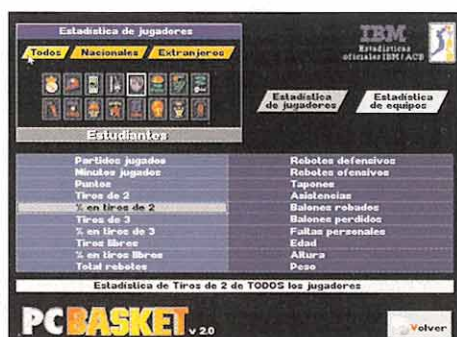 Estadística de jugadores
Todos Nacionales Extranjeros
Estudiantes
IBM
Estadísticas
oficiales IBM / ACB
Estadística
de jugadores
Estadística
de equipos
Partidos jugados
Minutos jugados
Puntos
Tiros de 2
% en tiros de 2
Tiros de 3
% en tiros de 3
Tiros libres
% en tiros libres
Total rebotes
Rebotes defensivos
Rebotes ofensivos
Tapones
Asistencias
Balones robados
Balones perdidos
Faltas personales
Edad
Altura
Peso
Estadística de Tiros de 2 de TODOS los jugadores
PC BASKET v 2.0
Volver